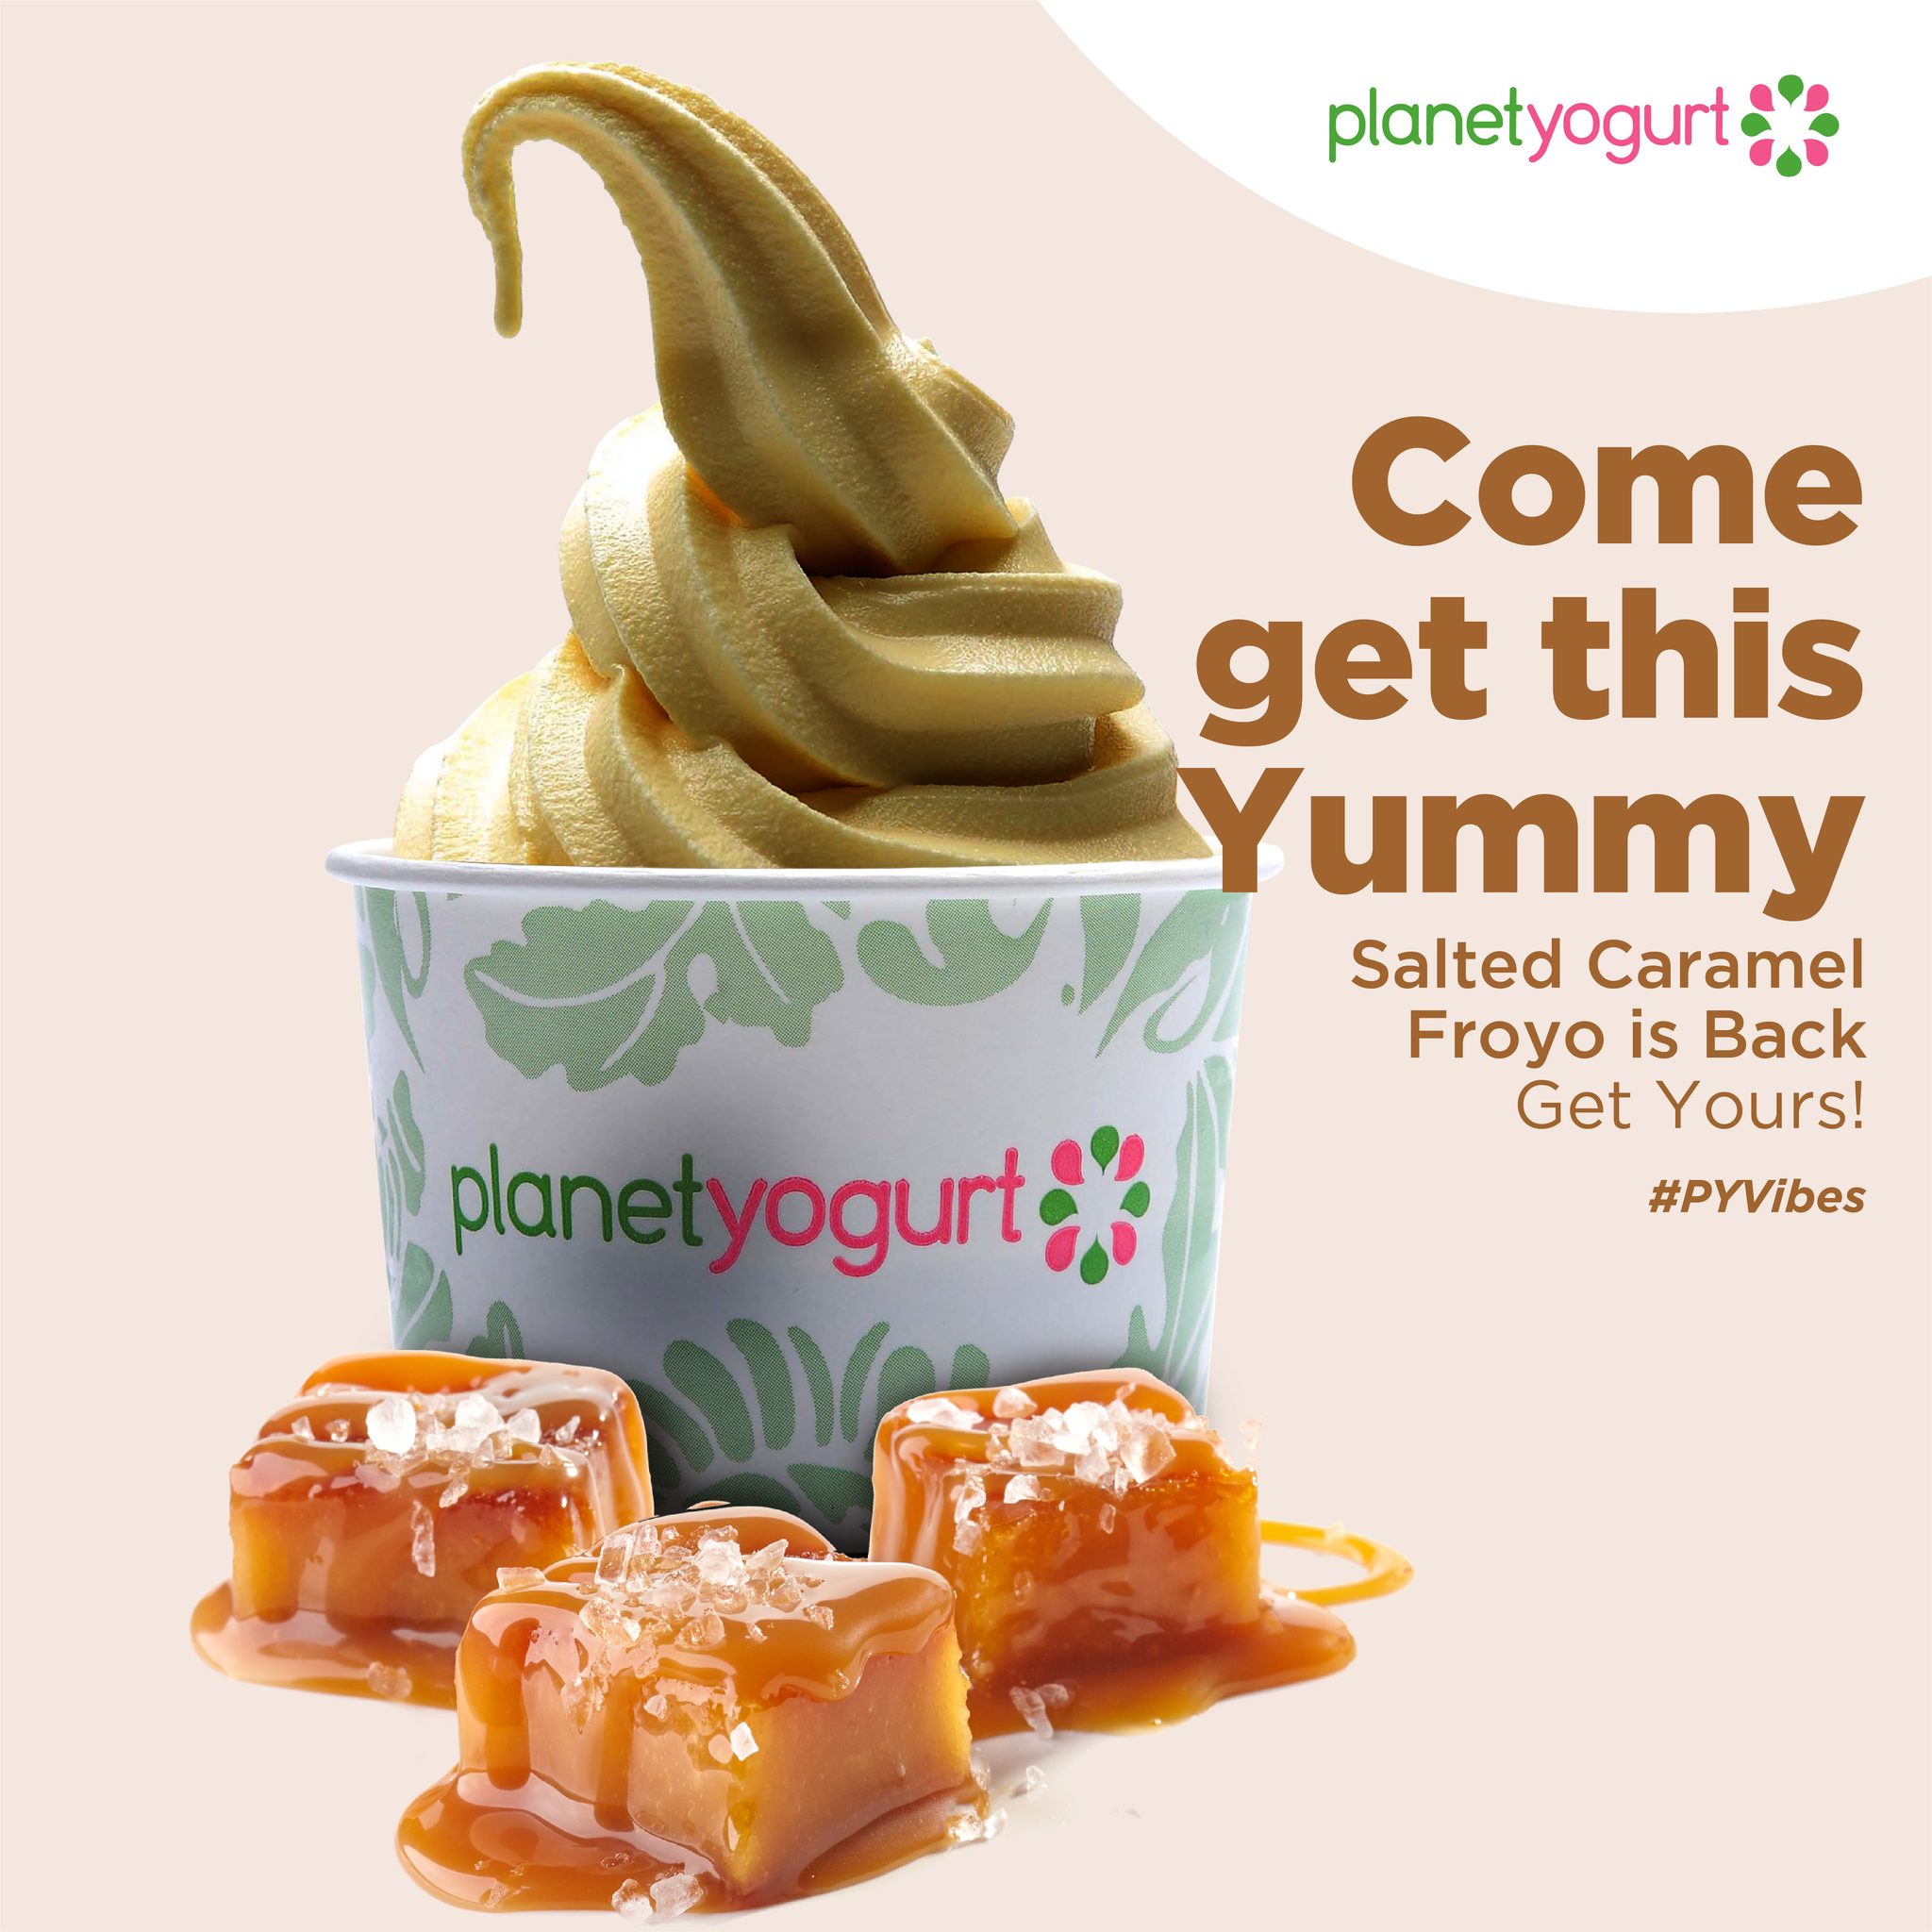 planetyogurt
Come
get this
Yummy
Salted Caramel
Froyo is Back
Get Yours!
#PYVibes
planetyogurt